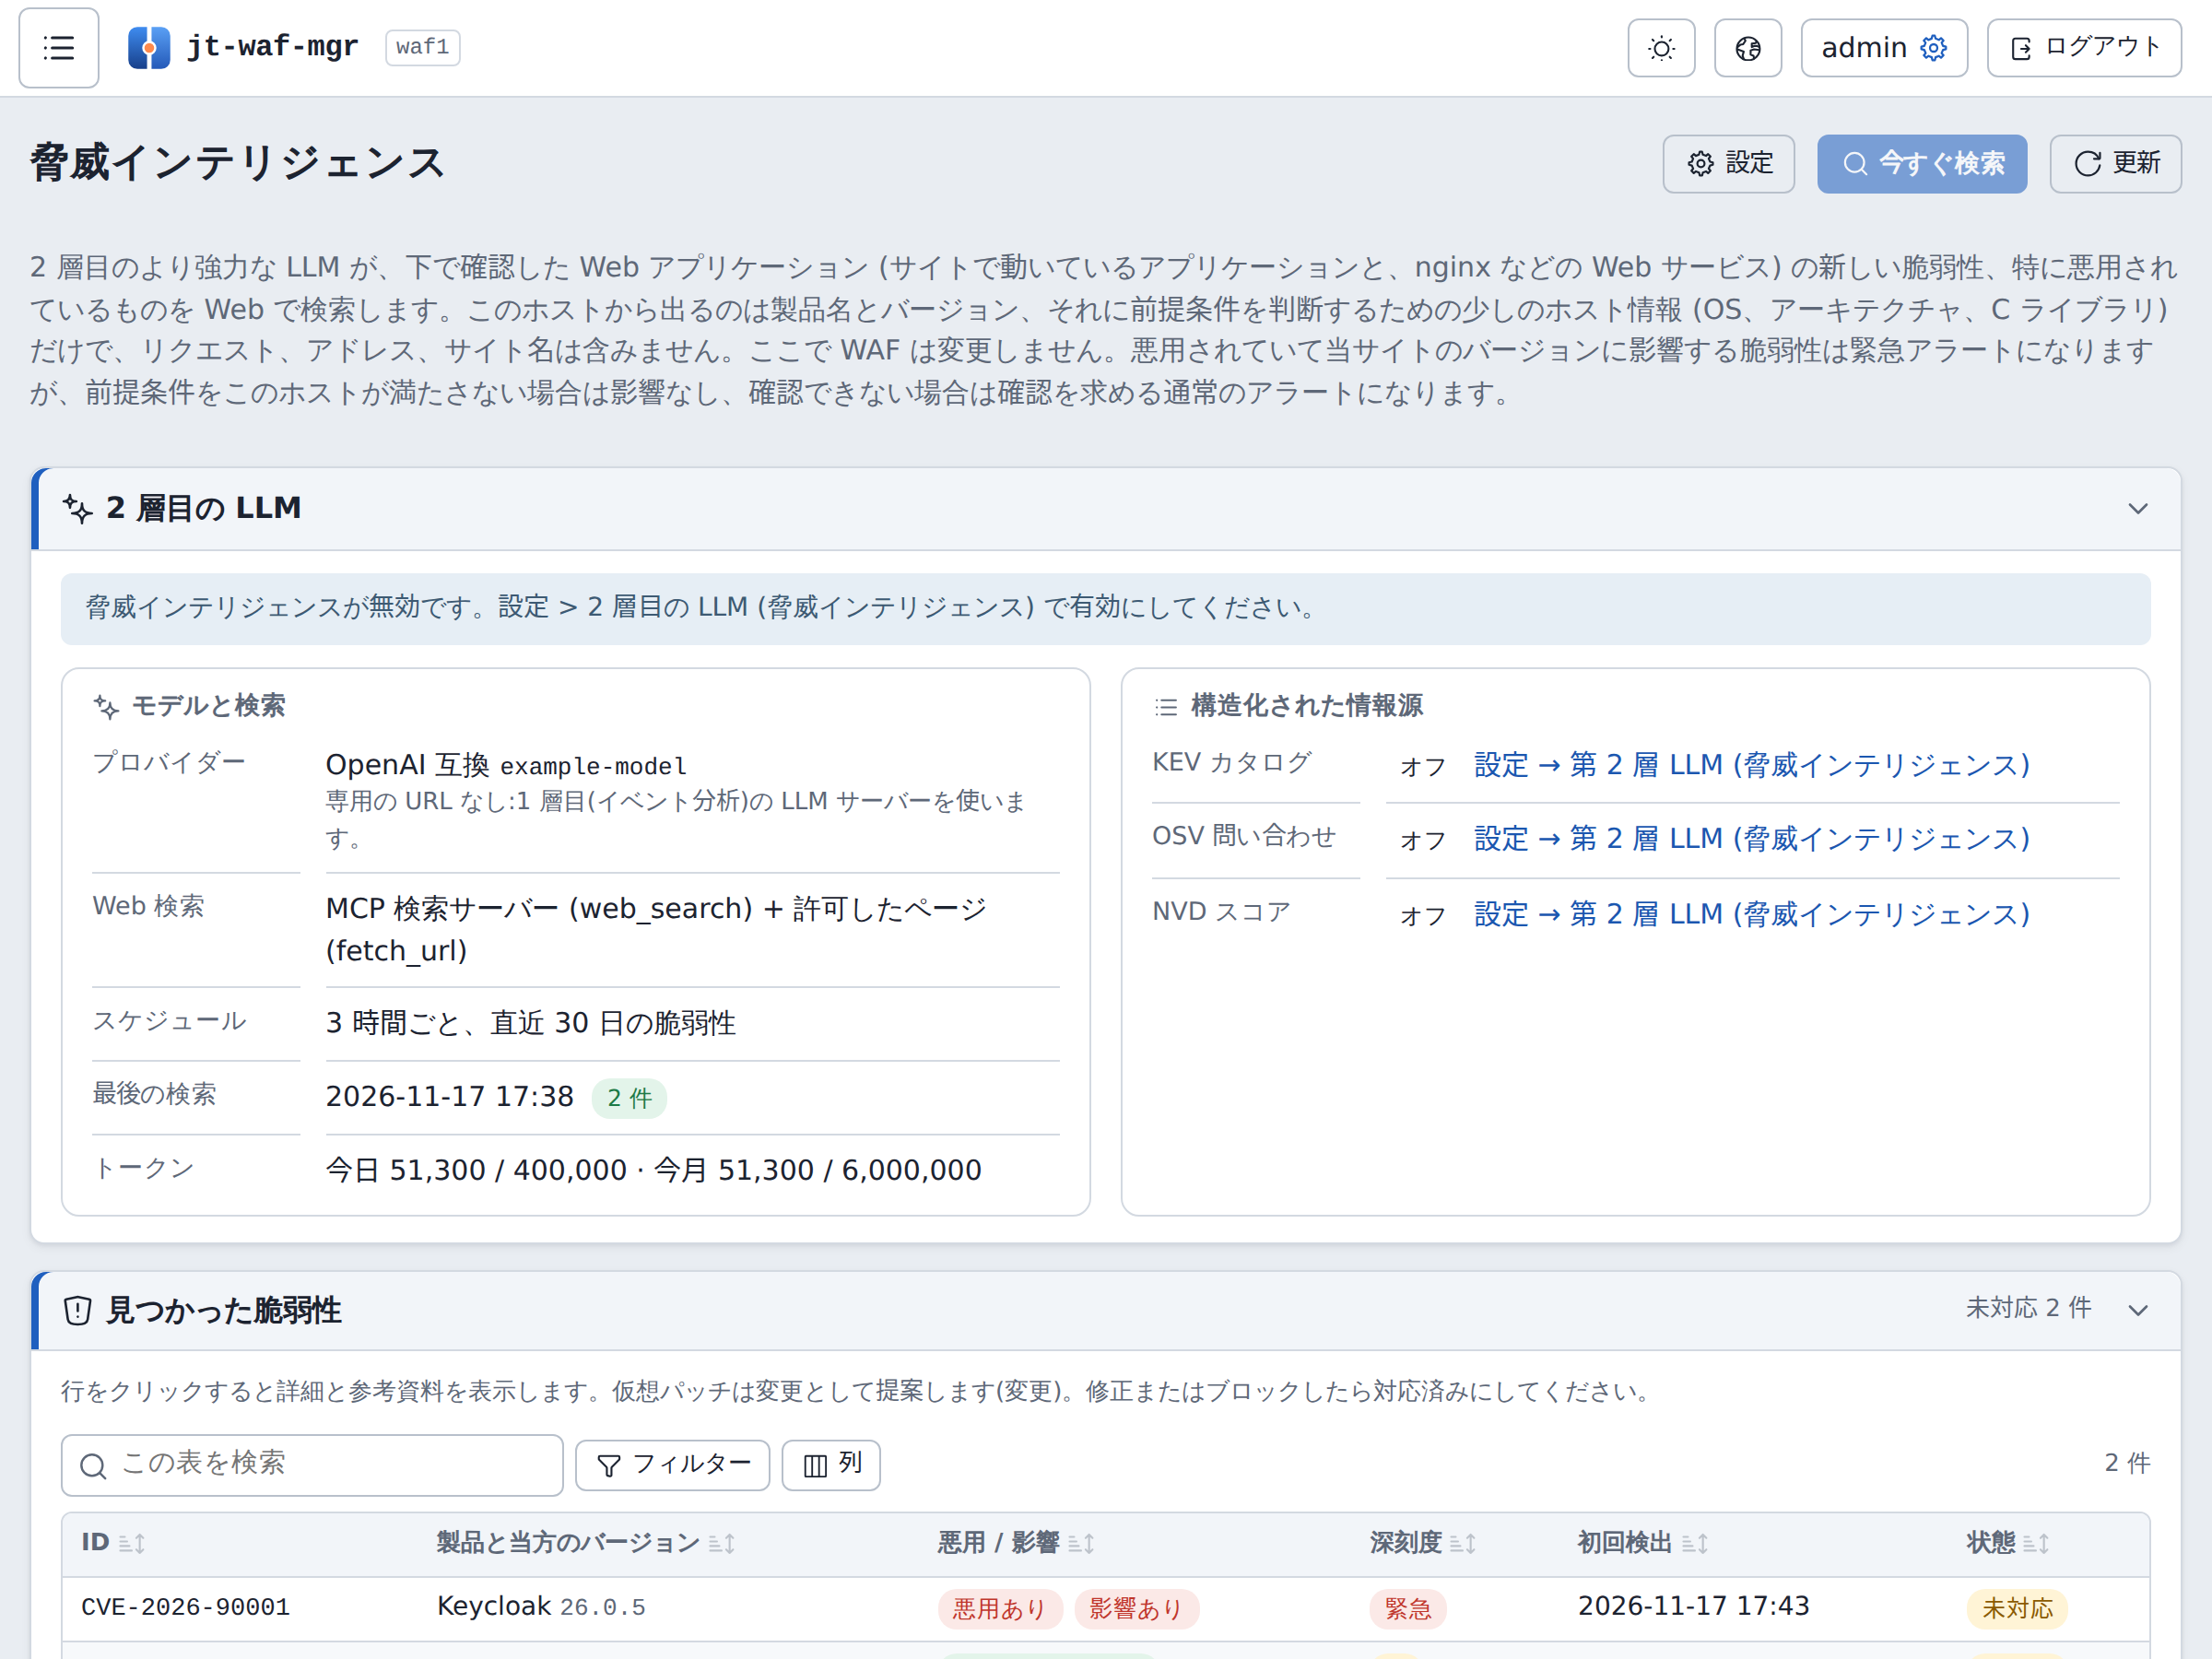 jt-waf-mgr waf1 admin ログアウト
脅威インテリジェンス 設定 今すぐ検索 更新
2 層目のより強力な LLM が、下で確認した Web アプリケーション (サイトで動いているアプリケーションと、nginx などの Web サービス) の新しい脆弱性、特に悪用され
ているものを Web で検索します。このホストから出るのは製品名とバージョン、それに前提条件を判断するための少しのホスト情報 (OS、アーキテクチャ、C ライブラリ)
だけで、リクエスト、アドレス、サイト名は含みません。ここで WAF は変更しません。悪用されていて当サイトのバージョンに影響する脆弱性は緊急アラートになります
が、前提条件をこのホストが満たさない場合は影響なし、確認できない場合は確認を求める通常のアラートになります。
2 層目の LLM
脅威インテリジェンスが無効です。設定 > 2 層目の LLM (脅威インテリジェンス) で有効にしてください。
モデルと検索
プロバイダー OpenAI 互換 example-model
専用の URL なし:1 層目(イベント分析)の LLM サーバーを使いま
す。
Web 検索 MCP 検索サーバー (web_search) + 許可したページ
(fetch_url)
スケジュール 3 時間ごと、直近 30 日の脆弱性
最後の検索 2026-11-17 17:38 2 件
トークン 今日 51,300 / 400,000 · 今月 51,300 / 6,000,000
構造化された情報源
KEV カタログ オフ 設定 → 第 2 層 LLM (脅威インテリジェンス)
OSV 問い合わせ オフ 設定 → 第 2 層 LLM (脅威インテリジェンス)
NVD スコア オフ 設定 → 第 2 層 LLM (脅威インテリジェンス)
見つかった脆弱性 未対応 2 件
行をクリックすると詳細と参考資料を表示します。仮想パッチは変更として提案します(変更)。修正またはブロックしたら対応済みにしてください。
この表を検索 フィルター 列 2 件
ID 製品と当方のバージョン 悪用 / 影響 深刻度 初回検出 状態
CVE-2026-90001 Keycloak 26.0.5 悪用あり 影響あり 緊急 2026-11-17 17:43 未対応